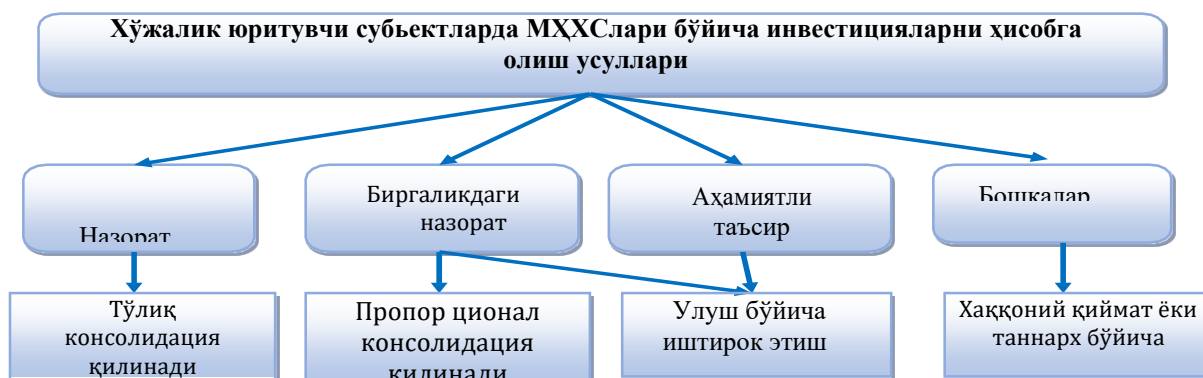 Хўжалик юритувчи субьектларда МҲХСлари бўйича инвестицияларни ҳисобга
олиш усуллари
Назорат
Биргаликдаги
назорат
Аҳамиятли
таъсир
Бошқалар
Тўлиқ
консолидация
қилинади
Пропор ционал
консолидация
қилинади
Улуш бўйича
иштирок этиш
Хаққоний қиймат ёки
таннарх бўйича